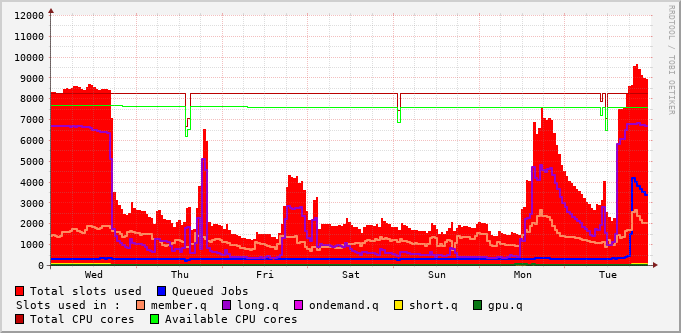 12000
11000
10000
9000
8000
7000
6000
5000
4000
3000
2000
1000
0
Wed Thu Fri Sat Sun Mon Tue
RRDTOOL / TOBI OETIKER
Total slots used Queued Jobs
Slots used in : member.q long.q ondemand.q short.q gpu.q
Total CPU cores Available CPU cores